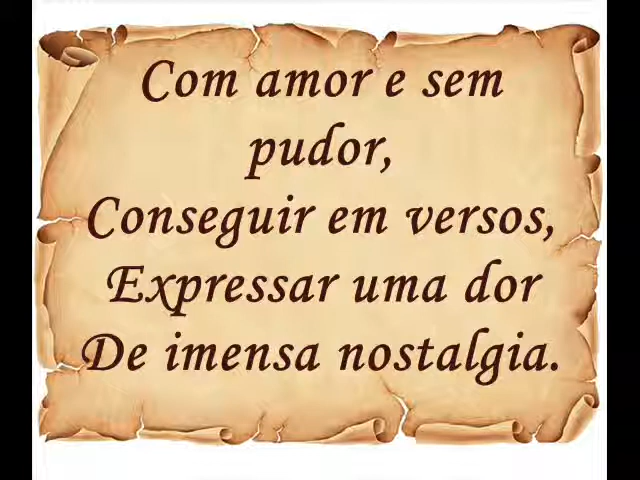 Com amor e sem
pudor,
Conseguir em versos,
Expressar uma dor
De imensa nostalgia.